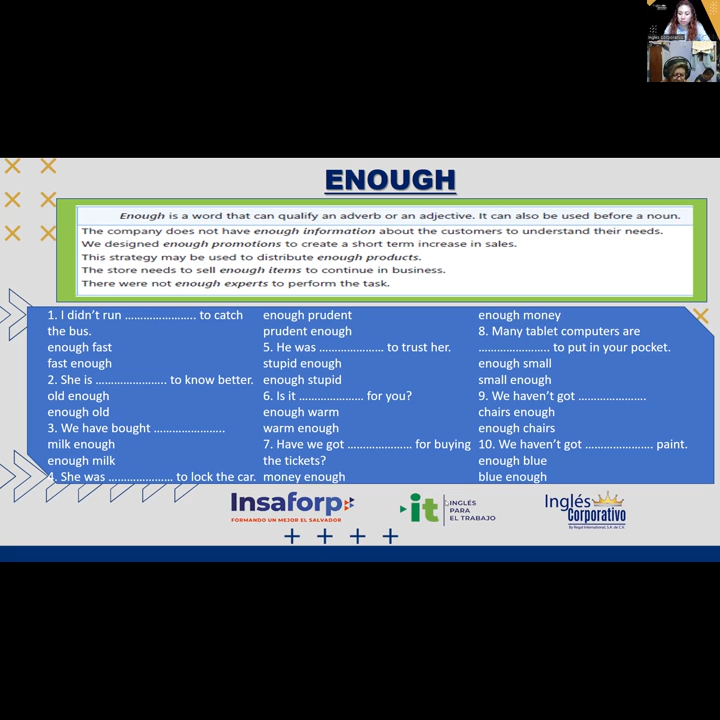 Inglés corporativo
ENOUGH
Enough is a word that can qualify an adverb or an adjective. It can also be used before a noun.
The company does not have enough information about the customers to understand their needs.
We designed enough promotions to create a short term increase in sales.
This strategy may be used to distribute enough products.
The store needs to sell enough items to continue in business.
There were not enough experts to perform the task.
1. I didn't run ………………….. to catch
the bus.
enough fast
fast enough
2. She is ………………….. to know better.
old enough
enough old
3. We have bought …………………..
milk enough
enough milk
4. She was ………………… to lock the car.
enough prudent
prudent enough
5. He was ………………… to trust her.
stupid enough
enough stupid
6. Is it ………………… for you?
enough warm
warm enough
7. Have we got ………………… for buying
the tickets?
money enough
enough money
8. Many tablet computers are
………………….. to put in your pocket.
enough small
small enough
9. We haven't got ………………….
chairs enough
enough chairs
10. We haven't got …………………. paint.
enough blue
blue enough
Insaforp
FORMANDO UN MEJOR EL SALVADOR
it
INGLÉS
PARA
EL TRABAJO
Inglés
Corporativo
By Regal International, S.A. de C.V.